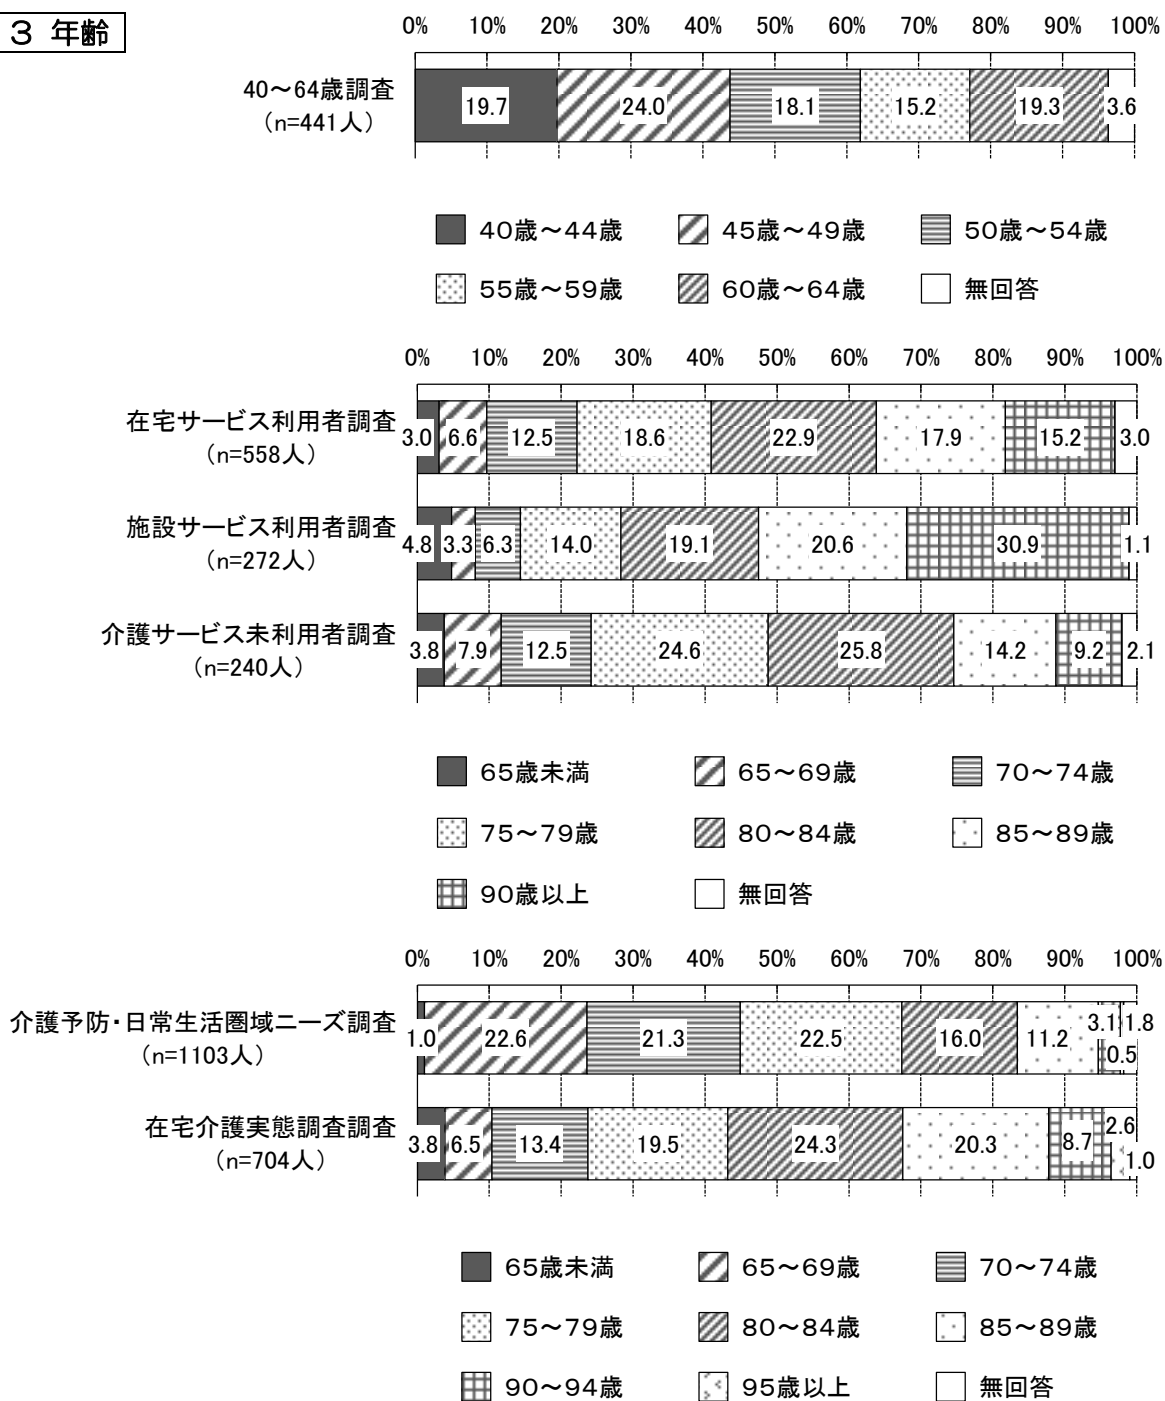 3 年齢
0% 10% 20% 30% 40% 50% 60% 70% 80% 90% 100%
40～64歳調査
（n=441人）
19.7 24.0 18.1 15.2 19.3 3.6
40歳～44歳 45歳～49歳 50歳～54歳
55歳～59歳 60歳～64歳 無回答
0% 10% 20% 30% 40% 50% 60% 70% 80% 90% 100%
在宅サービス利用者調査
（n=558人）
3.0 6.6 12.5 18.6 22.9 17.9 15.2 3.0
施設サービス利用者調査
（n=272人）
4.8 3.3 6.3 14.0 19.1 20.6 30.9 1.1
介護サービス未利用者調査
（n=240人）
3.8 7.9 12.5 24.6 25.8 14.2 9.2 2.1
65歳未満 65～69歳 70～74歳
75～79歳 80～84歳 85～89歳
90歳以上 無回答
0% 10% 20% 30% 40% 50% 60% 70% 80% 90% 100%
介護予防・日常生活圏域ニーズ調査
（n=1103人）
1.0 22.6 21.3 22.5 16.0 11.2 3.1 0.5 1.8
在宅介護実態調査調査
（n=704人）
3.8 6.5 13.4 19.5 24.3 20.3 8.7 2.6 1.0
65歳未満 65～69歳 70～74歳
75～79歳 80～84歳 85～89歳
90～94歳 95歳以上 無回答